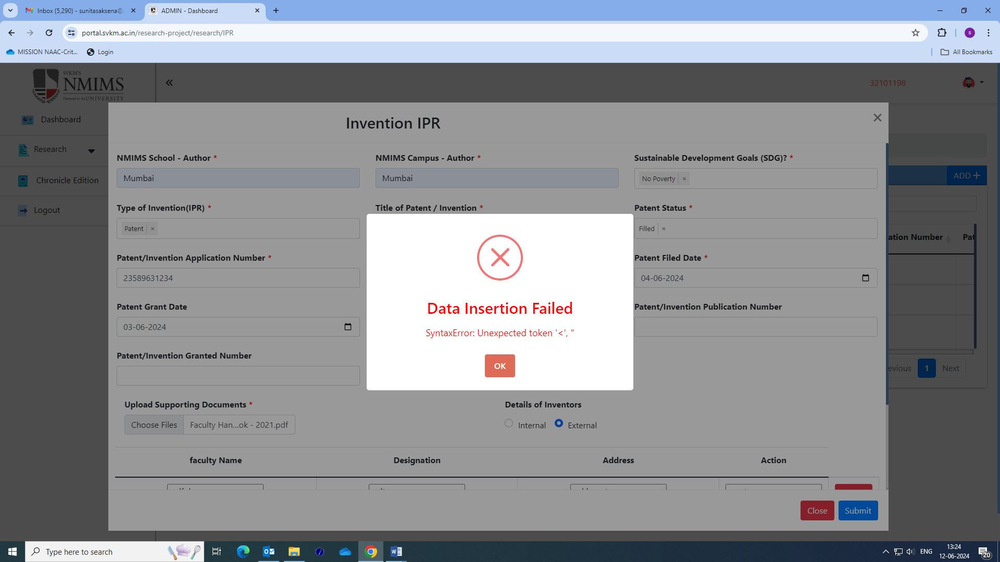 Inbox (5,290) - sunitasaksena@
ADMIN - Dashboard
portal.svkm.ac.in/research-project/research/IPR
S
MISSION NAAC-Crit...
Login
All Bookmarks
SVKM'S
NMIMS
Deemed to be UNIVERSITY
32101198
Dashboard
Research
Chronicle Edition
Logout
Invention IPR
NMIMS School - Author *
NMIMS Campus - Author *
Sustainable Development Goals (SDG)? *
Mumbai
Mumbai
No Poverty ×
ADD +
Type of Invention(IPR) *
Title of Patent / Invention *
Patent Status *
Patent ×
Filled ×
ation Number
Pat
Patent/Invention Application Number *
Patent Filed Date *
23589631234
04-06-2024
Patent Grant Date
Patent/Invention Publication Number
03-06-2024
Data Insertion Failed
SyntaxError: Unexpected token '<', "
OK
Patent/Invention Granted Number
evious
1
Next
Upload Supporting Documents *
Details of Inventors
Choose Files
Faculty Han...ok - 2021.pdf
Internal
External
faculty Name
Designation
Address
Action
Close
Submit
Type here to search
ENG
13:24
12-06-2024
20